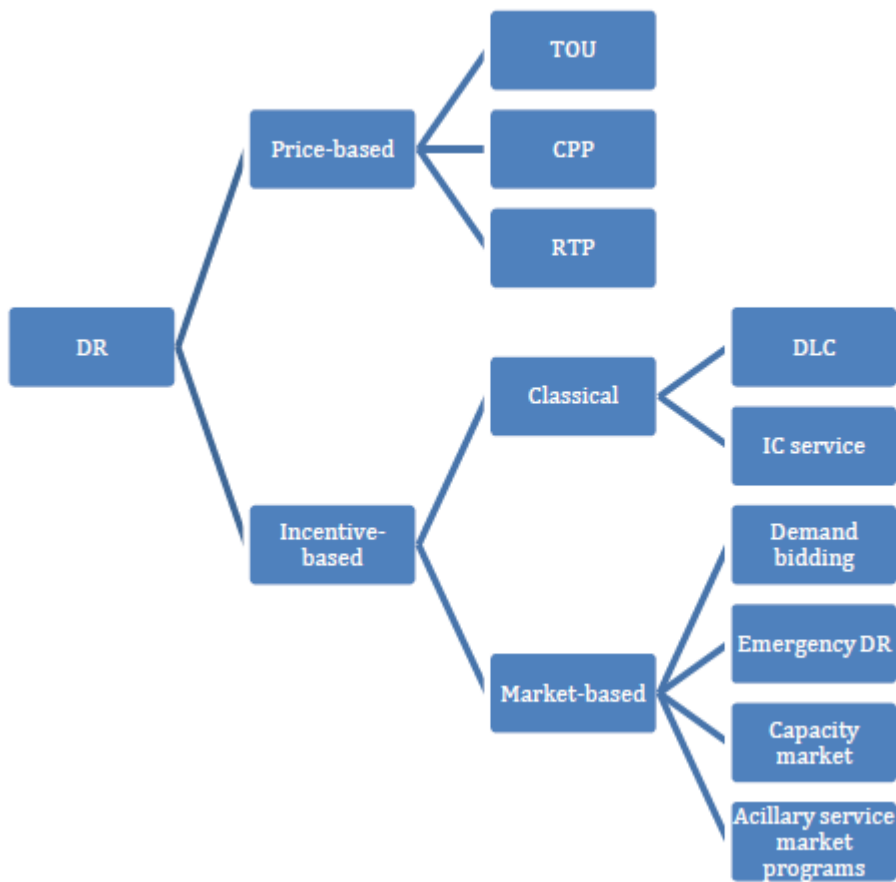 TOU
Price-based
CPP
RTP
DR
DLC
Classical
IC service
Incentive-
based
Demand
bidding
Emergency DR
Market-based
Capacity
market
Acillary service
market
programs